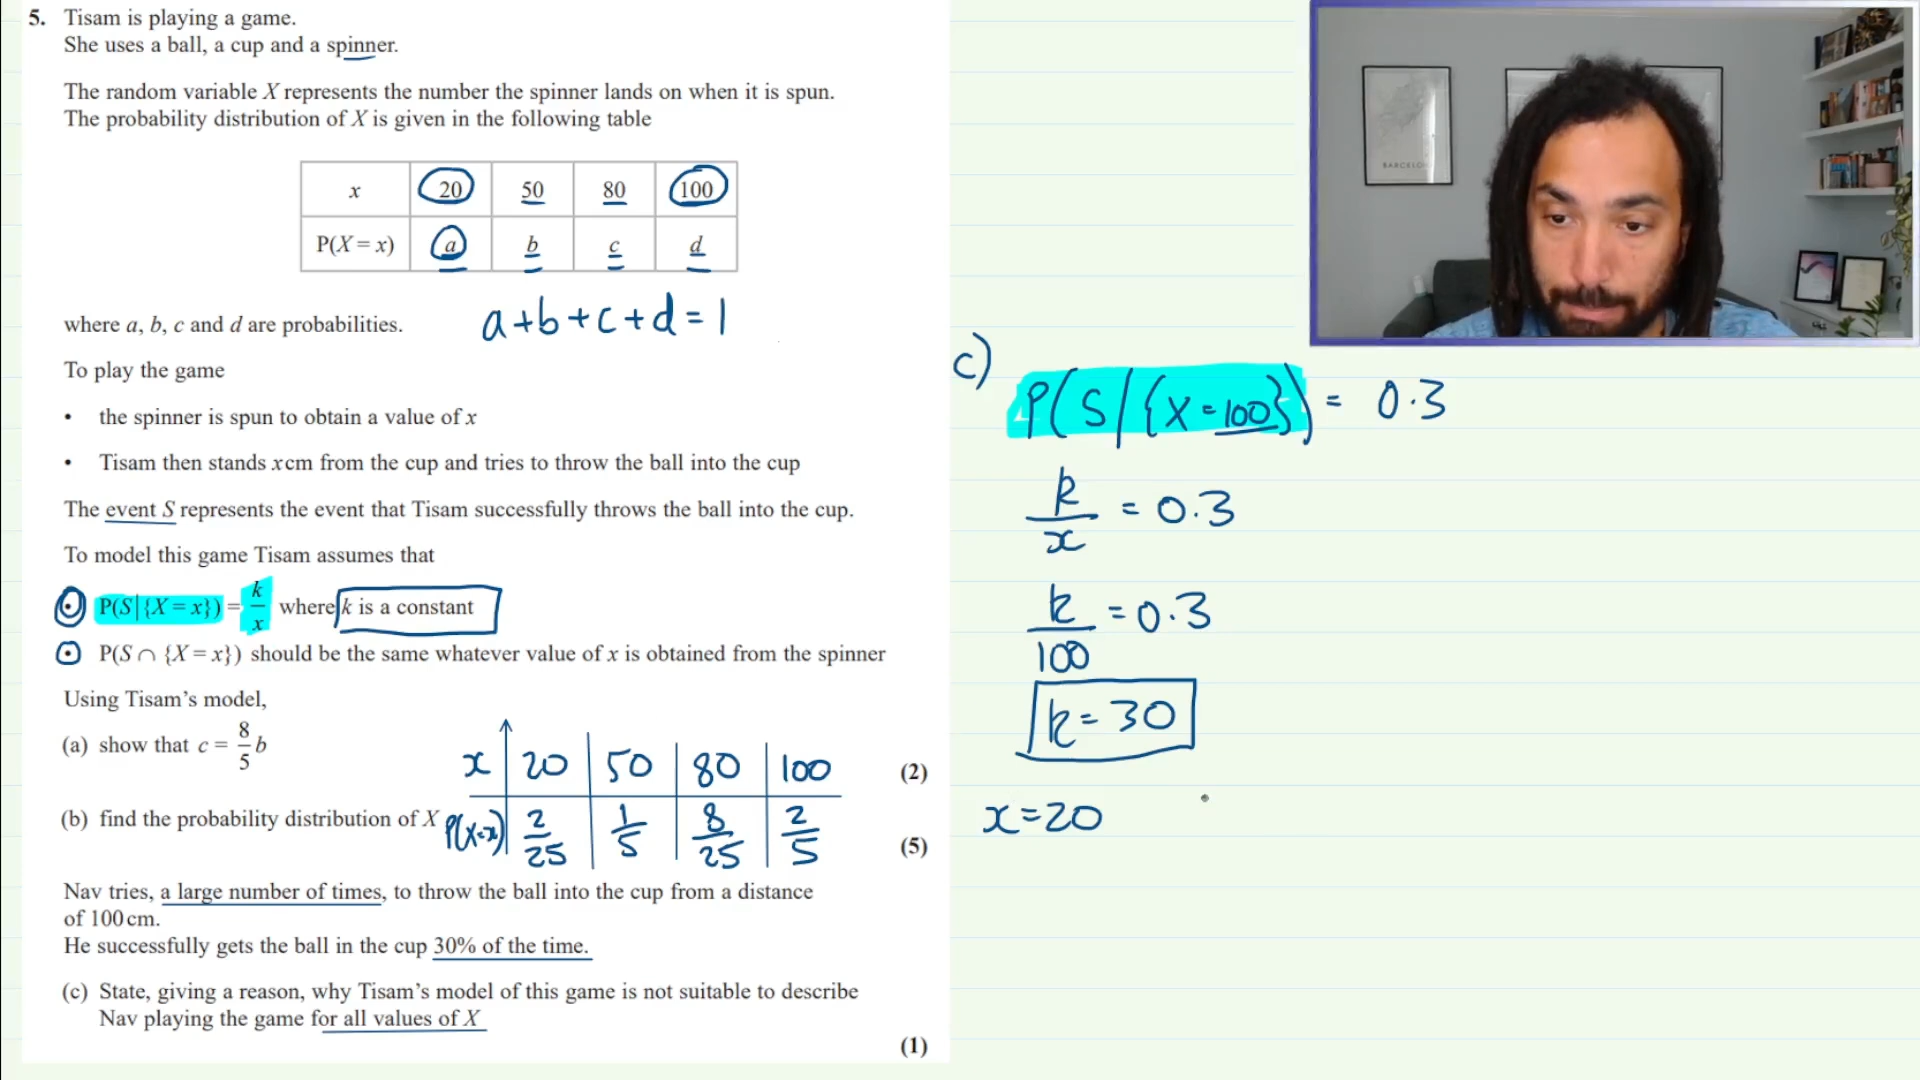 5. Tisam is playing a game.
She uses a ball, a cup and a spinner.
The random variable X represents the number the spinner lands on when it is spun.
The probability distribution of X is given in the following table
x 20 50 80 100
P(X = x) a b c d
where a, b, c and d are probabilities.
a+b+c+d=1
To play the game
• the spinner is spun to obtain a value of x
• Tisam then stands x cm from the cup and tries to throw the ball into the cup
The event S represents the event that Tisam successfully throws the ball into the cup.
To model this game Tisam assumes that
• P(S|{X = x}) = k/x where k is a constant
• P(S ∩ {X = x}) should be the same whatever value of x is obtained from the spinner
Using Tisam's model,
(a) show that c = 8/5 b
(2)
(b) find the probability distribution of X
(5)
x 20 50 80 100
P(X=x) 2/25 1/5 8/25 2/5
Nav tries, a large number of times, to throw the ball into the cup from a distance
of 100 cm.
He successfully gets the ball in the cup 30% of the time.
(c) State, giving a reason, why Tisam's model of this game is not suitable to describe
Nav playing the game for all values of X
(1)
c)
P(S|{X=100}) = 0.3
k/x = 0.3
k/100 = 0.3
k=30
x=20